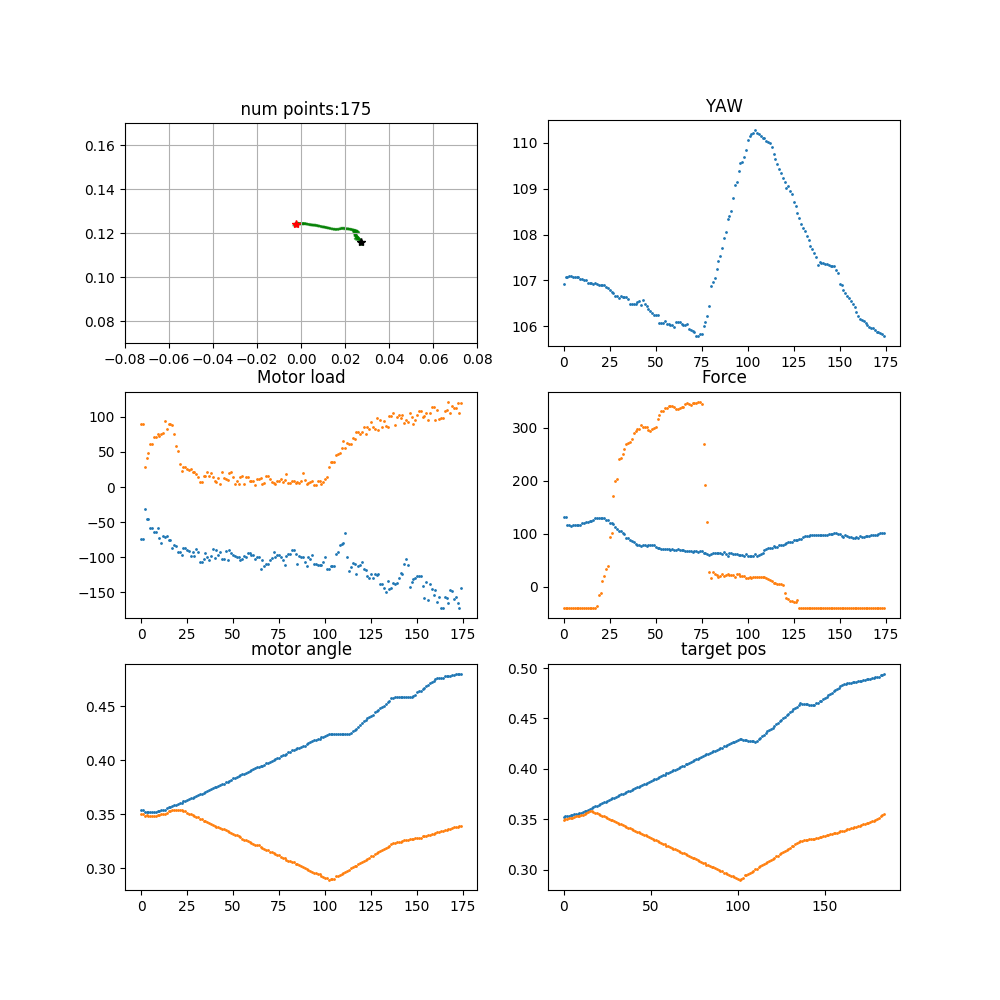 num points:175
YAW
0.16
0.14
0.12
0.10
0.08
−0.08 −0.06 −0.04 −0.02 0.00 0.02 0.04 0.06 0.08
110
109
108
107
106
0 25 50 75 100 125 150 175
Motor load
Force
100
50
0
−50
−100
−150
0 25 50 75 100 125 150 175
300
200
100
0
0 25 50 75 100 125 150 175
motor angle
target pos
0.45
0.40
0.35
0.30
0 25 50 75 100 125 150 175
0.50
0.45
0.40
0.35
0.30
0 50 100 150